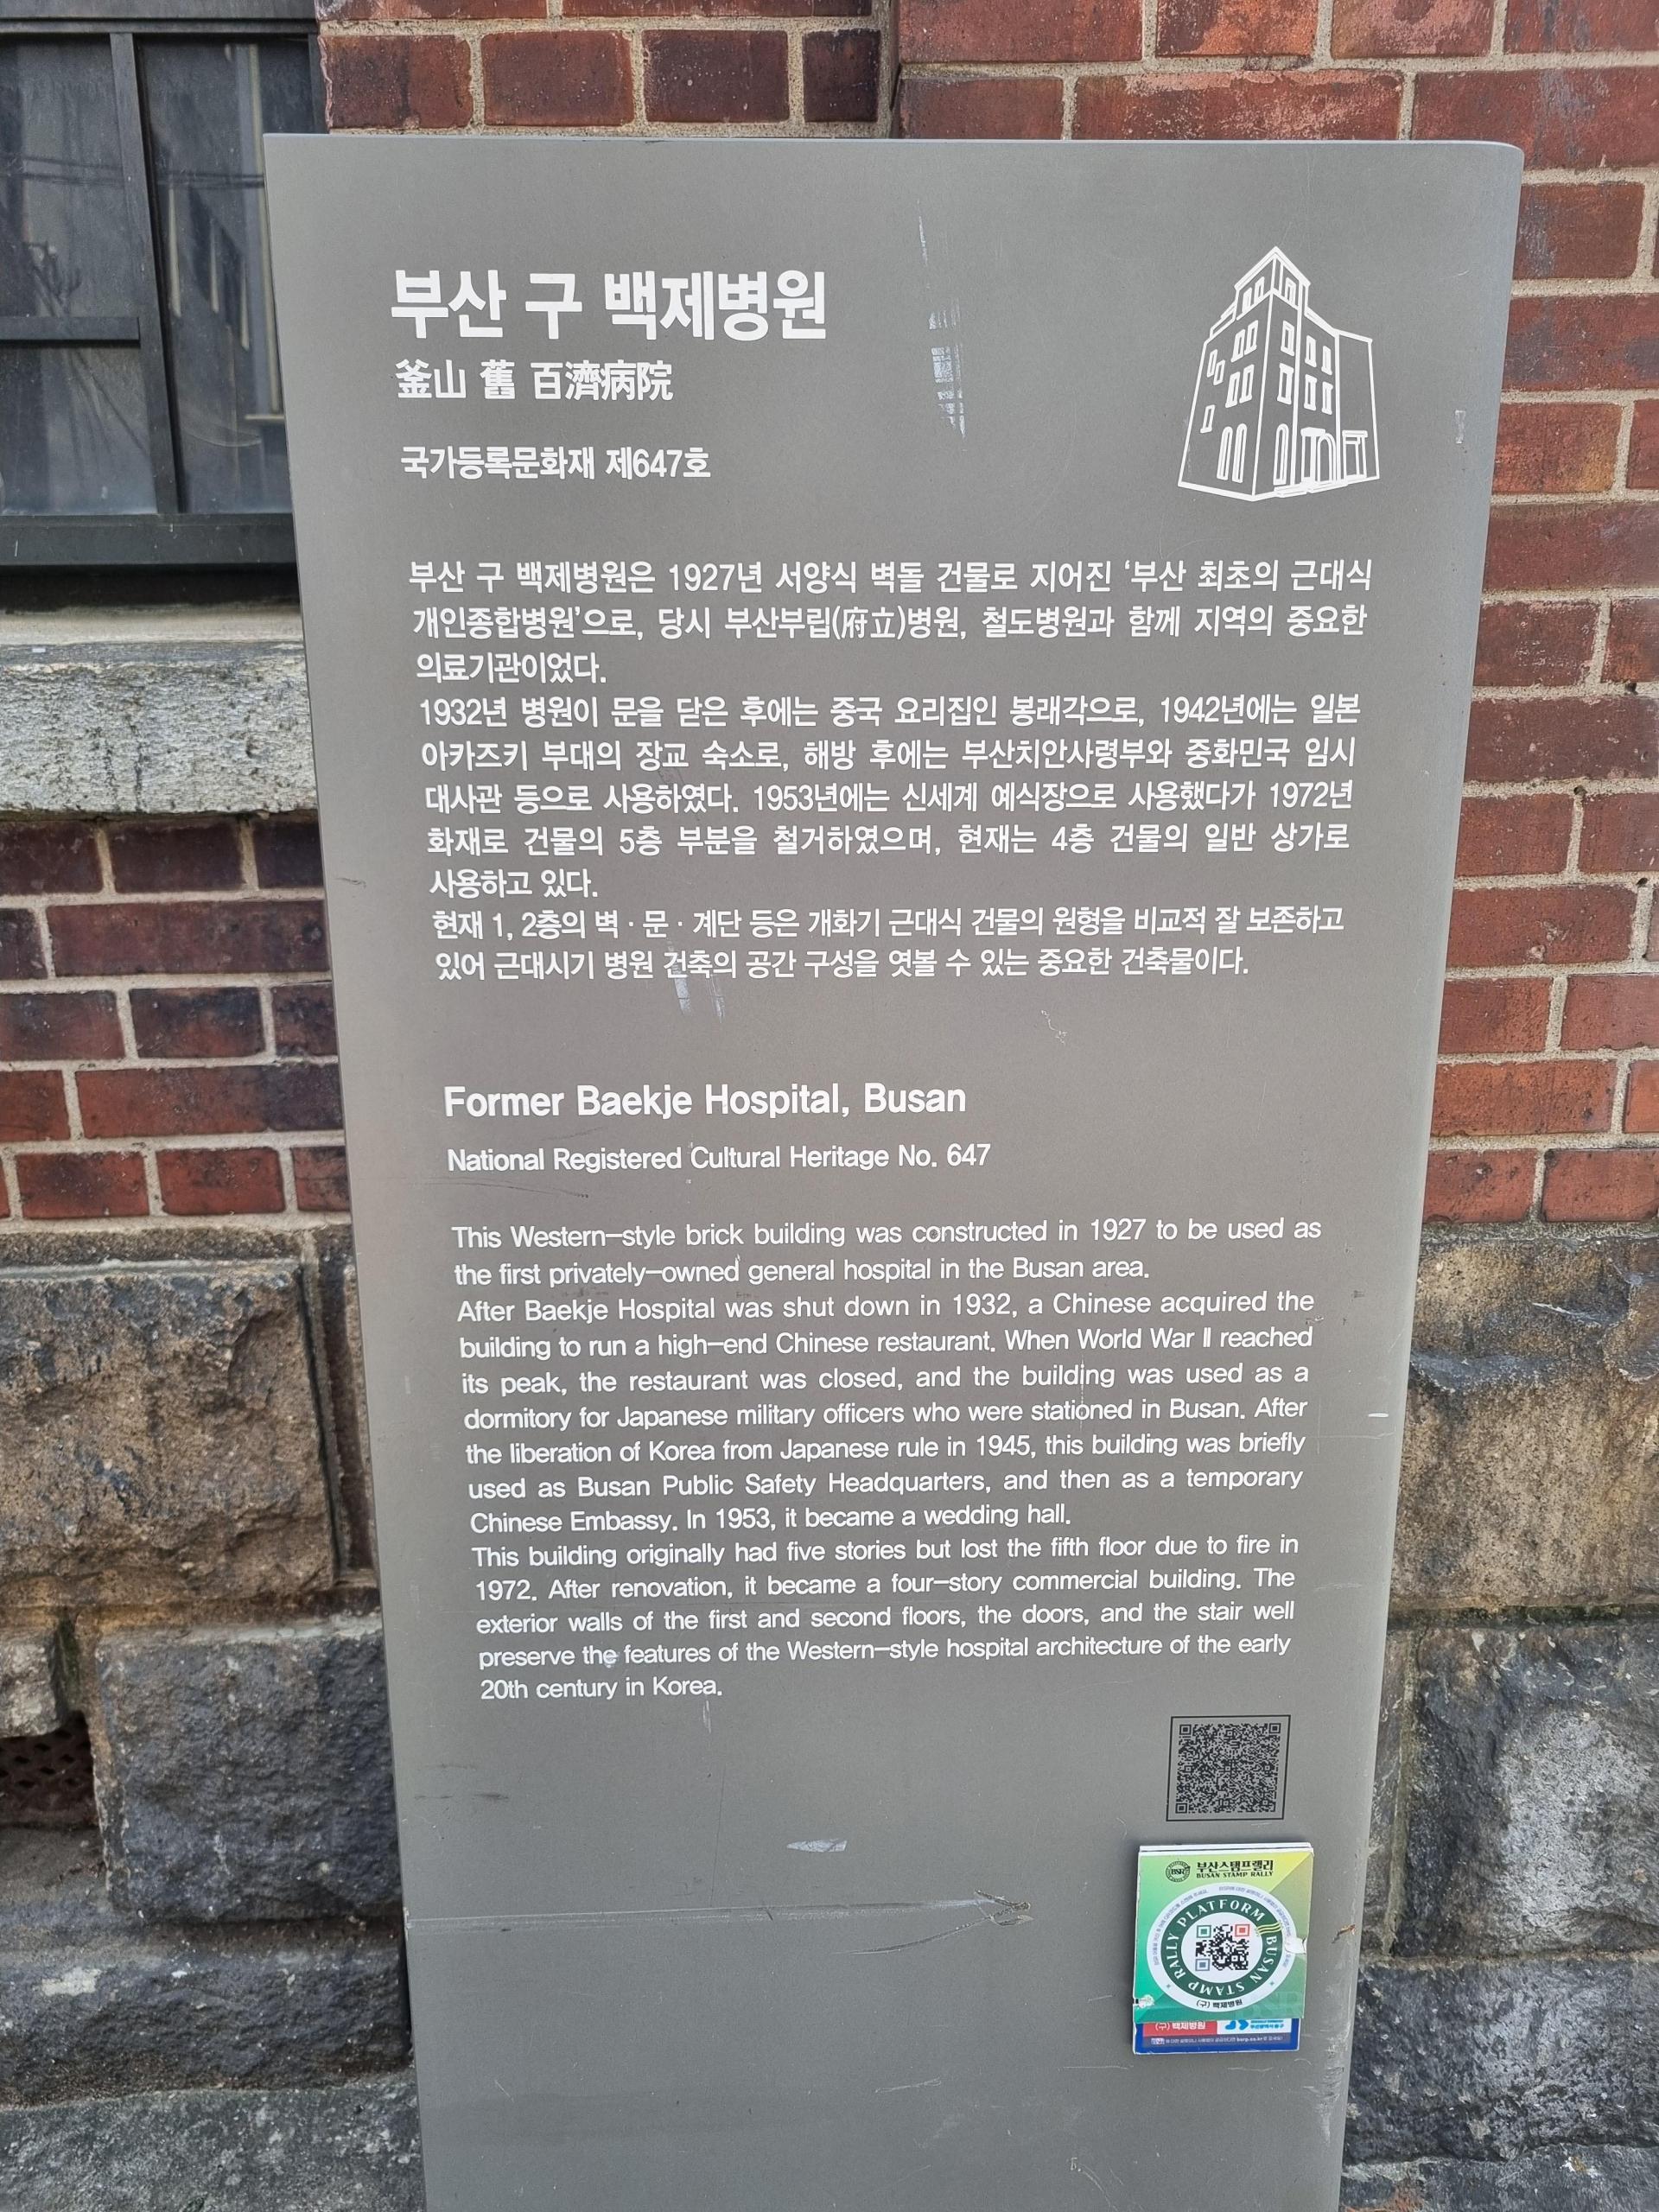 부산 구 백제병원
釜山 舊 百濟病院
국가등록문화재 제647호
부산 구 백제병원은 1927년 서양식 벽돌 건물로 지어진 ‘부산 최초의 근대식
개인종합병원’으로, 당시 부산부립(府立)병원, 철도병원과 함께 지역의 중요한
의료기관이었다.
1932년 병원이 문을 닫은 후에는 중국 요리집인 봉래각으로, 1942년에는 일본
아카즈키 부대의 장교 숙소로, 해방 후에는 부산치안사령부와 중화민국 임시
대사관 등으로 사용하였다. 1953년에는 신세계 예식장으로 사용했다가 1972년
화재로 건물의 5층 부분을 철거하였으며, 현재는 4층 건물의 일반 상가로
사용하고 있다.
현재 1, 2층의 벽 · 문 · 계단 등은 개화기 근대식 건물의 원형을 비교적 잘 보존하고
있어 근대시기 병원 건축의 공간 구성을 엿볼 수 있는 중요한 건축물이다.
Former Baekje Hospital, Busan
National Registered Cultural Heritage No. 647
This Western-style brick building was constructed in 1927 to be used as
the first privately-owned general hospital in the Busan area.
After Baekje Hospital was shut down in 1932, a Chinese acquired the
building to run a high-end Chinese restaurant. When World War II reached
its peak, the restaurant was closed, and the building was used as a
dormitory for Japanese military officers who were stationed in Busan. After
the liberation of Korea from Japanese rule in 1945, this building was briefly
used as Busan Public Safety Headquarters, and then as a temporary
Chinese Embassy. In 1953, it became a wedding hall.
This building originally had five stories but lost the fifth floor due to fire in
1972. After renovation, it became a four-story commercial building. The
exterior walls of the first and second floors, the doors, and the stair well
preserve the features of the Western-style hospital architecture of the early
20th century in Korea.
BSR 부산스탬프랠리
BUSAN STAMP RALLY
BUSAN STAMP RALLY PLATFORM
(구) 백제병원
(구) 백제병원